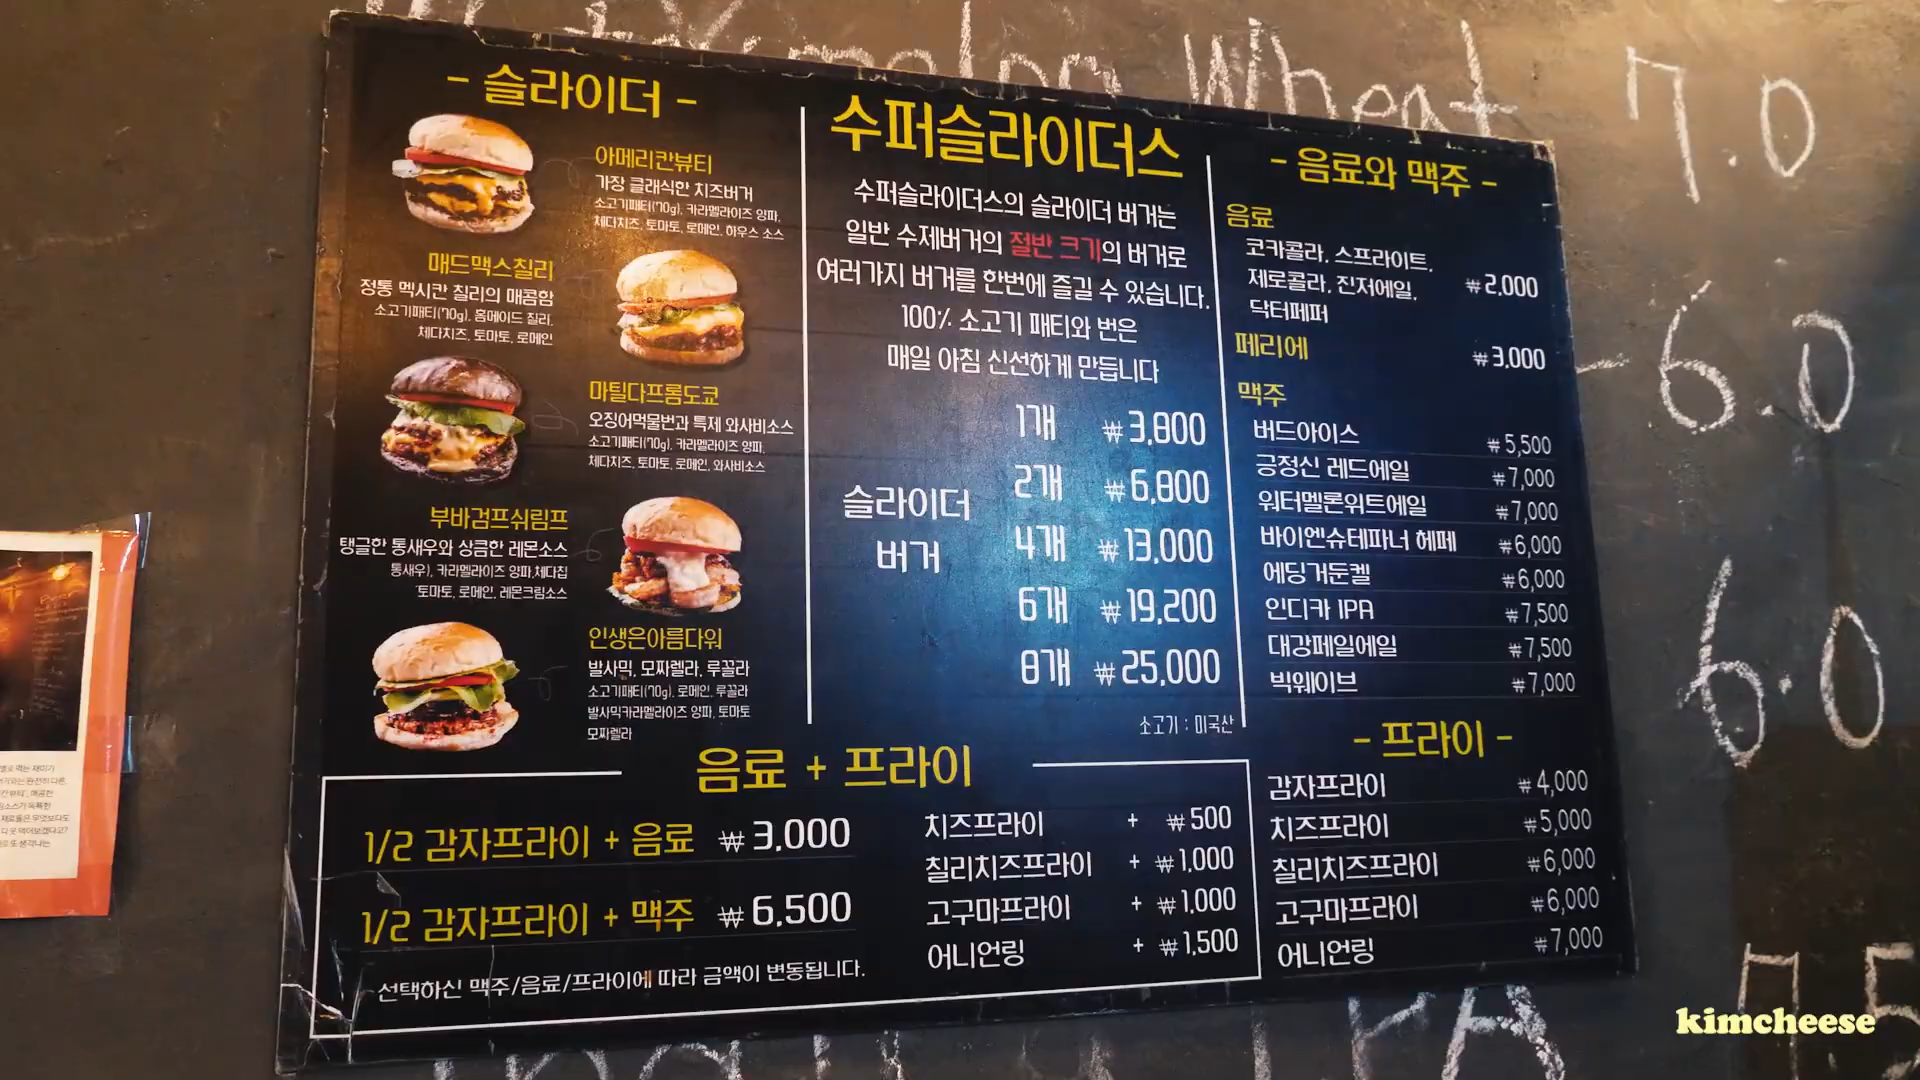 Wheat 7.0
- 슬라이더 -
아메리칸뷰티
가장 클래식한 치즈버거
소고기패티(70g), 카라멜라이즈 양파,
체다치즈, 토마토, 로메인, 하우스 소스
매드맥스칠리
정통 멕시칸 칠리의 매콤함
소고기패티(70g), 홈메이드 칠리,
체다치즈, 토마토, 로메인
마틸다프롬도쿄
오징어먹물번과 특제 와사비소스
소고기패티(70g), 카라멜라이즈 양파,
체다치즈, 토마토, 로메인, 와사비소스
부바검프쉬림프
탱글한 통새우와 상큼한 레몬소스
통새우), 카라멜라이즈 양파,체다칩
토마토, 로메인, 레몬크림소스
인생은아름다워
발사믹, 모짜렐라, 루꼴라
소고기패티(70g), 로메인, 루꼴라
발사믹카라멜라이즈 양파, 토마토
모짜렐라
수퍼슬라이더스
수퍼슬라이더스의 슬라이더 버거는
일반 수제버거의 절반 크기의 버거로
여러가지 버거를 한번에 즐길 수 있습니다.
100% 소고기 패티와 번은
매일 아침 신선하게 만듭니다
슬라이더
버거
1개 ₩3,800
2개 ₩6,800
4개 ₩13,000
6개 ₩19,200
8개 ₩25,000
소고기 : 미국산
- 음료와 맥주 -
음료
코카콜라, 스프라이트,
제로콜라, 진저에일, ₩2,000
닥터페퍼
페리에 ₩3,000
맥주
버드아이스 ₩5,500
긍정신 레드에일 ₩7,000
워터멜론위트에일 ₩7,000
바이엔슈테파너 헤페 ₩6,000
에딩거둔켈 ₩6,000
인디카 IPA ₩7,500
대강페일에일 ₩7,500
빅웨이브 ₩7,000
- 프라이 -
감자프라이 ₩4,000
치즈프라이 ₩5,000
칠리치즈프라이 ₩6,000
고구마프라이 ₩6,000
어니언링 ₩7,000
음료 + 프라이
1/2 감자프라이 + 음료 ₩3,000
1/2 감자프라이 + 맥주 ₩6,500
선택하신 맥주/음료/프라이에 따라 금액이 변동됩니다.
치즈프라이 + ₩500
칠리치즈프라이 + ₩1,000
고구마프라이 + ₩1,000
어니언링 + ₩1,500
6.0
6.0
7.5
kimcheese